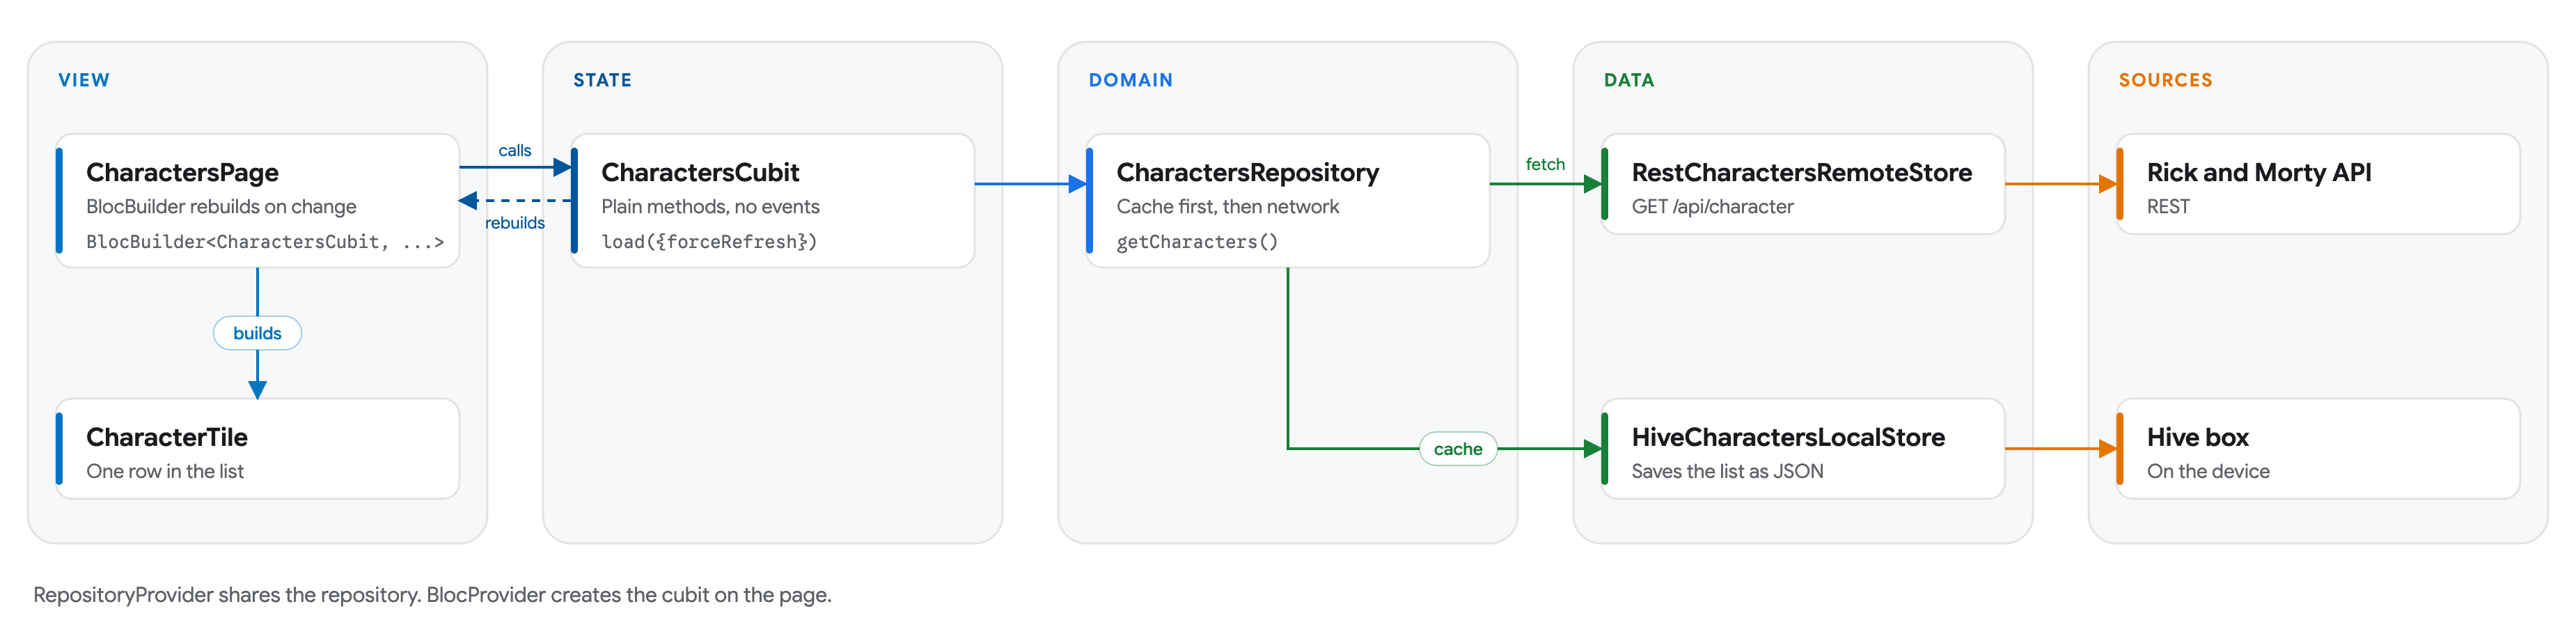 VIEW
CharactersPage
BlocBuilder rebuilds on change
BlocBuilder<CharactersCubit, ...>
builds
CharacterTile
One row in the list
calls
rebuilds
STATE
CharactersCubit
Plain methods, no events
load({forceRefresh})
DOMAIN
CharactersRepository
Cache first, then network
getCharacters()
fetch
cache
DATA
RestCharactersRemoteStore
GET /api/character
HiveCharactersLocalStore
Saves the list as JSON
SOURCES
Rick and Morty API
REST
Hive box
On the device
RepositoryProvider shares the repository. BlocProvider creates the cubit on the page.